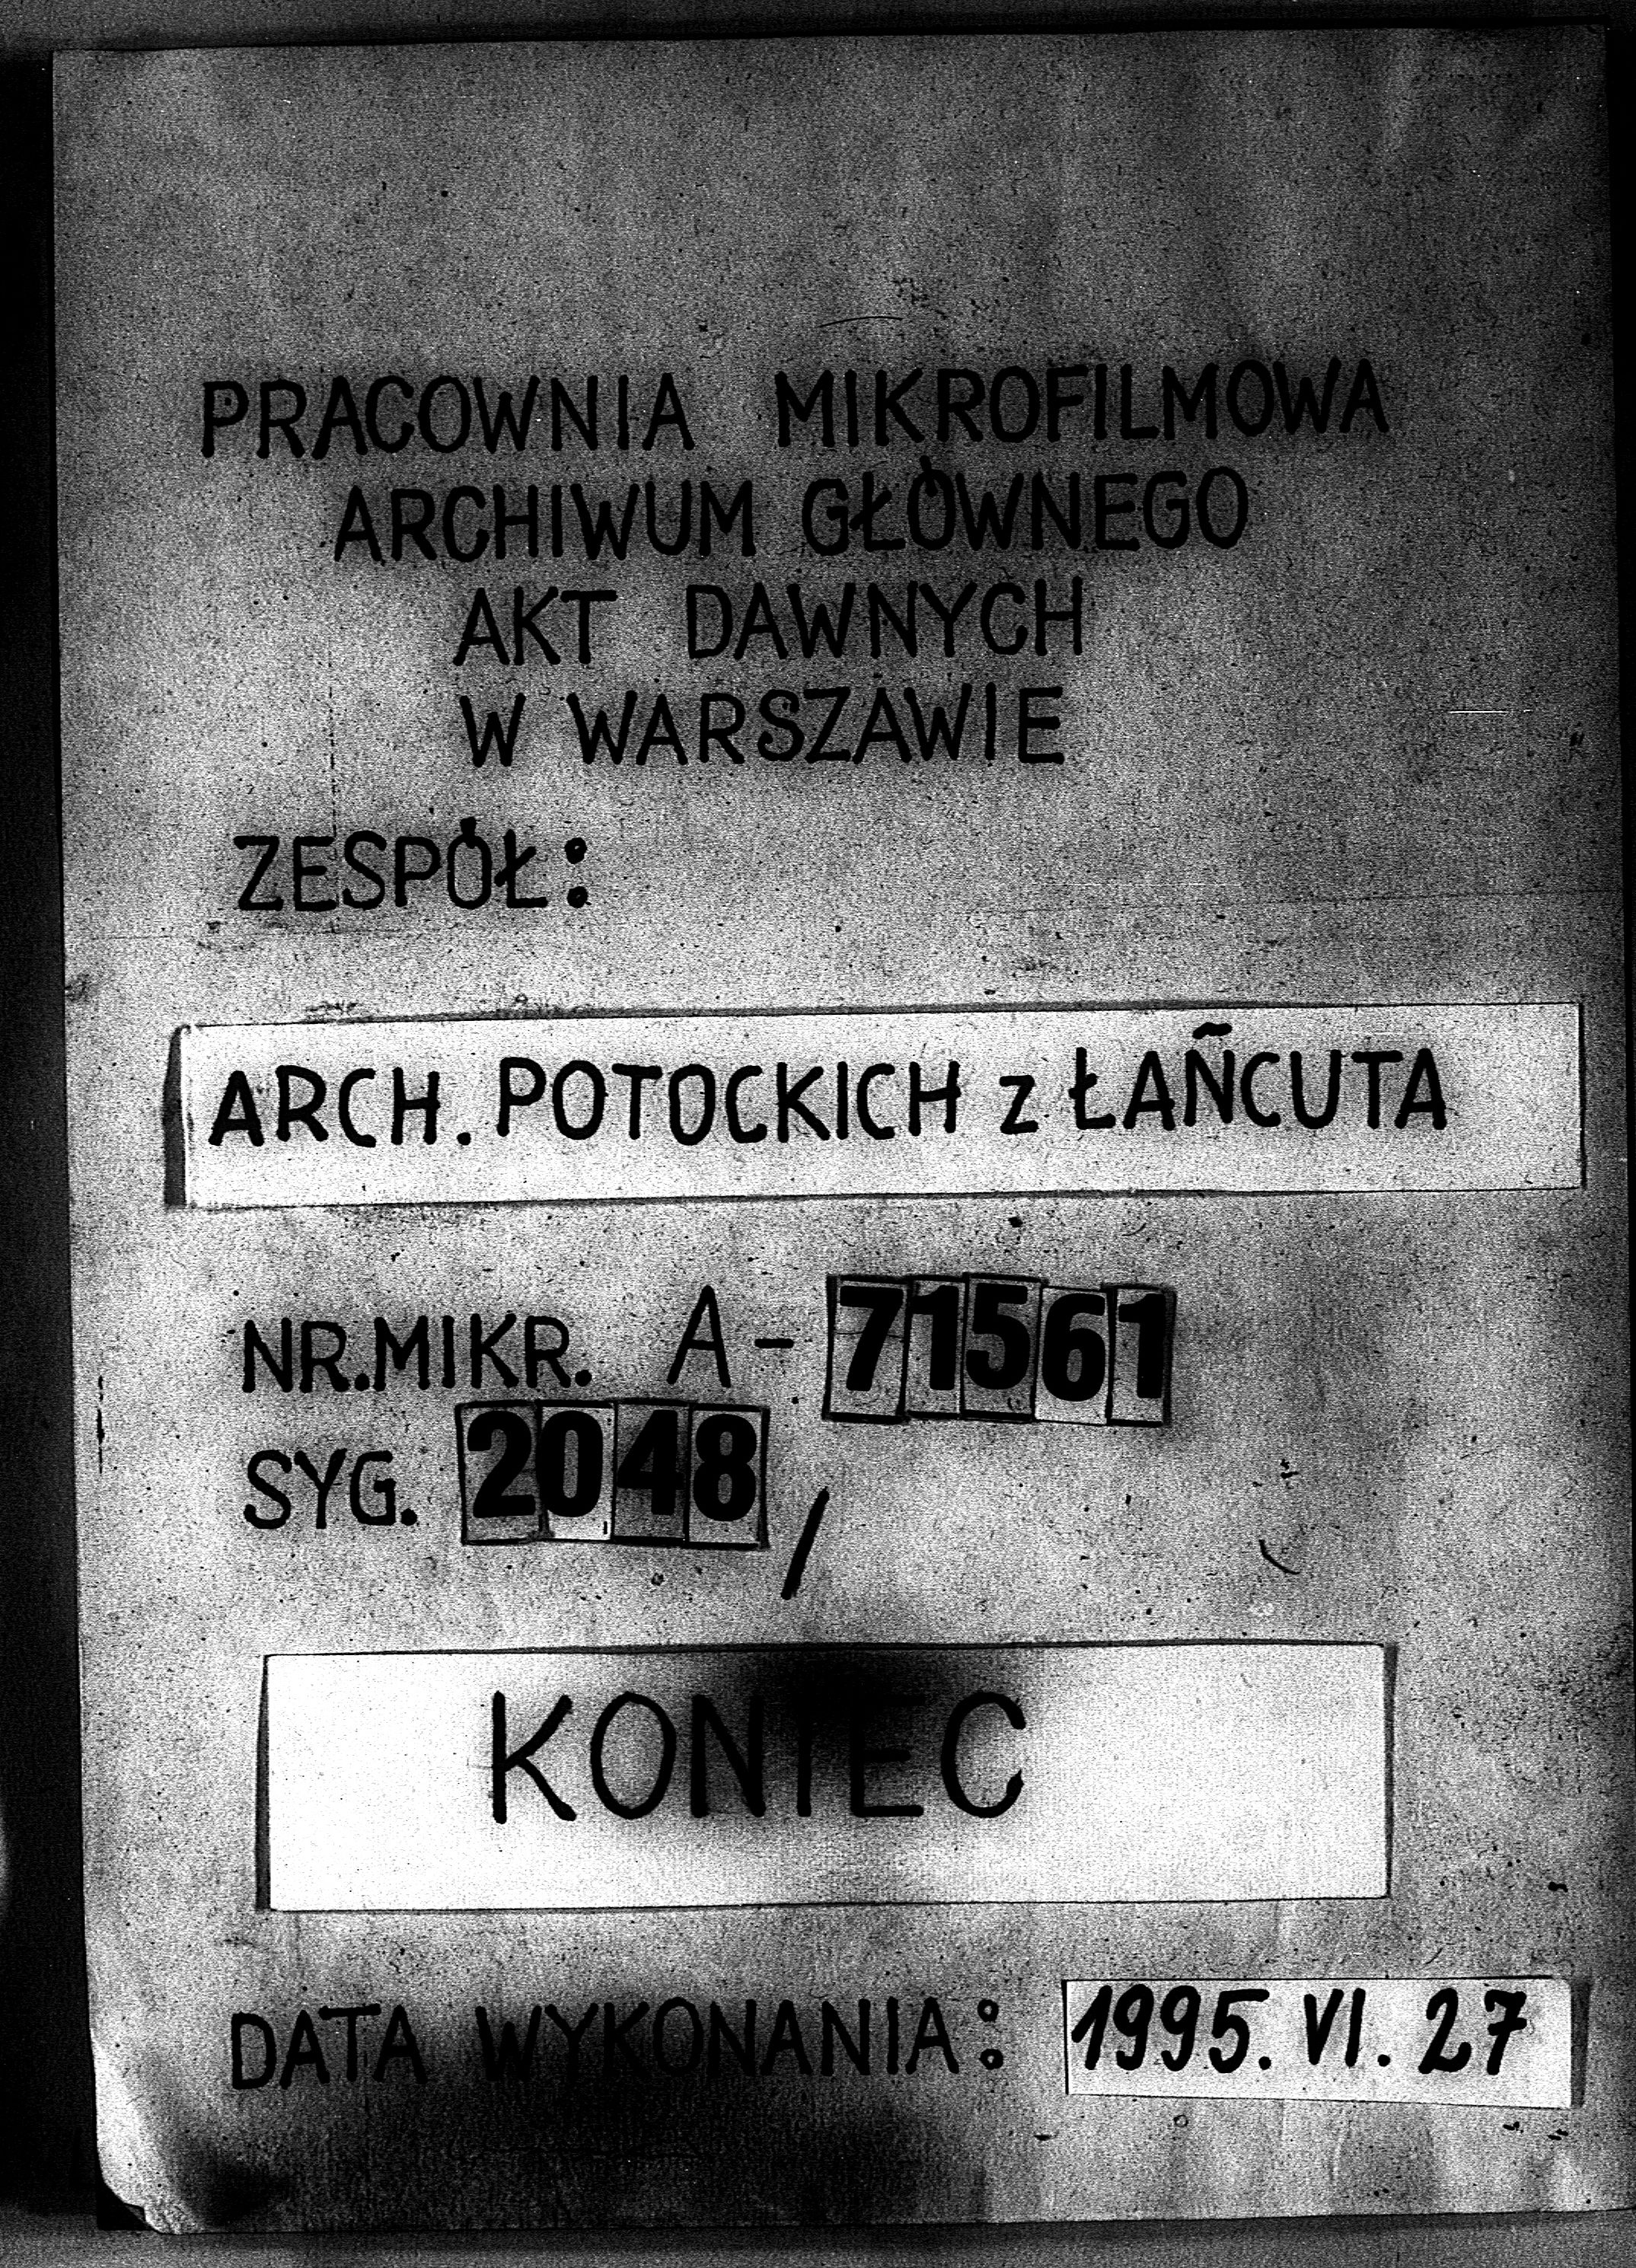 PRACOWNIA MIKROFILMOWA
ARCHIWUM GŁÓWNEGO
AKT DAWNYCH
W WARSZAWIE
ZESPÓŁ:
ARCH. POTOCKICH z ŁAŃCUTA
NR.MIKR. A-71561
SYG. 2048/
KONIEC
DATA WYKONANIA: 1995. VI. 27